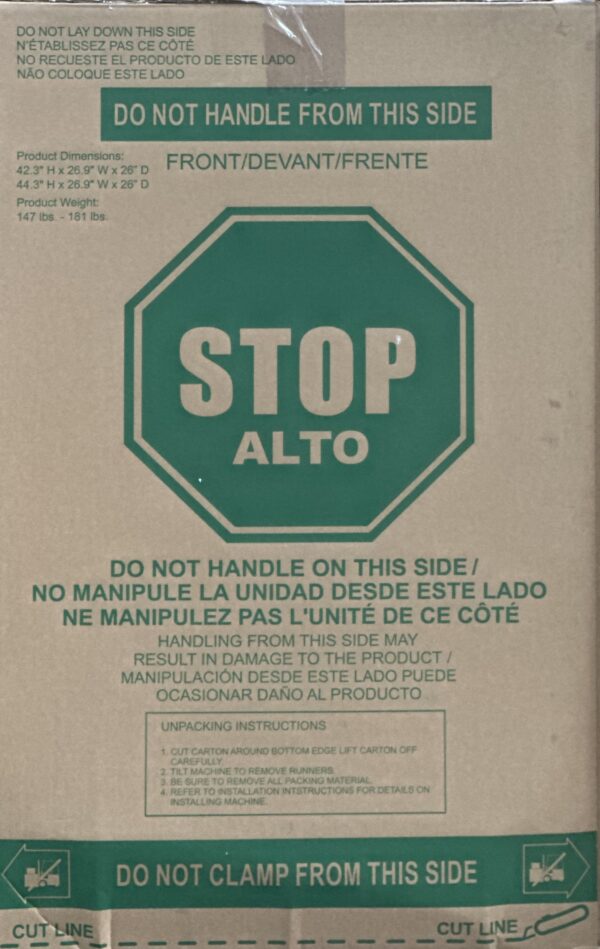 DO NOT LAY DOWN THIS SIDE
N'ÉTABLISSEZ PAS CE CÔTÉ
NO RECUESTE EL PRODUCTO DE ESTE LADO
NÃO COLOQUE ESTE LADO
DO NOT HANDLE FROM THIS SIDE
FRONT/DEVANT/FRENTE
Product Dimensions:
42.3" H x 26.9" W x 26" D
44.3" H x 26.9" W x 26" D
Product Weight:
147 lbs. - 181 lbs.
STOP
ALTO
DO NOT HANDLE ON THIS SIDE /
NO MANIPULE LA UNIDAD DESDE ESTE LADO
NE MANIPULEZ PAS L'UNITÉ DE CE CÔTÉ
HANDLING FROM THIS SIDE MAY
RESULT IN DAMAGE TO THE PRODUCT /
MANIPULACIÓN DESDE ESTE LADO PUEDE
OCASIONAR DAÑO AL PRODUCTO
UNPACKING INSTRUCTIONS
1. CUT CARTON AROUND BOTTOM EDGE LIFT CARTON OFF
CAREFULLY.
2. TILT MACHINE TO REMOVE RUNNERS.
3. BE SURE TO REMOVE ALL PACKING MATERIAL.
4. REFER TO INSTALLATION INTSTRUCTIONS FOR DETAILS ON
INSTALLING MACHINE.
DO NOT CLAMP FROM THIS SIDE
CUT LINE
CUT LINE